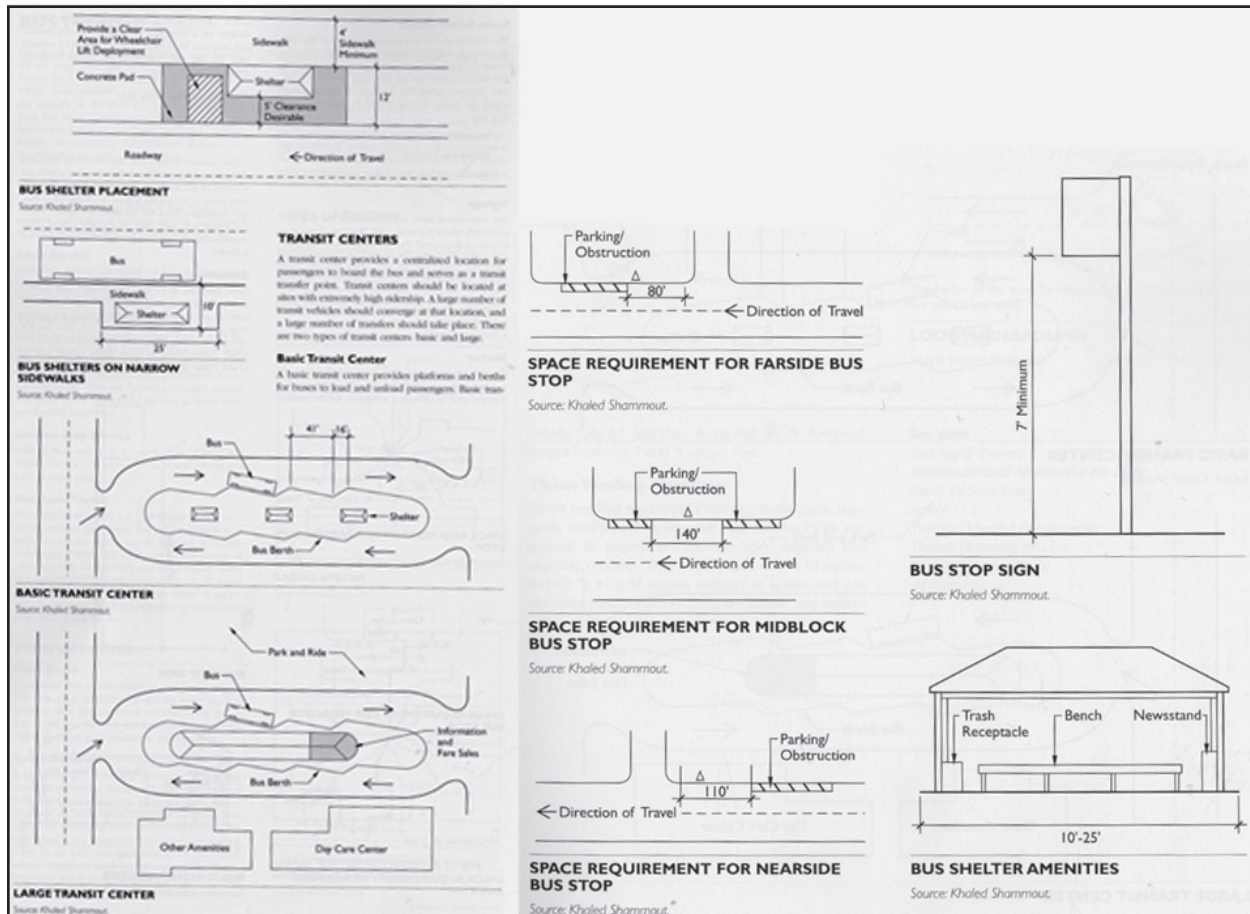 Provide a Clear
Area for Wheelchair
Lift Deployment
Sidewalk
4'
Sidewalk
Minimum
Concrete Pad
Shelter
12'
5' Clearance
Desirable
Roadway
Direction of Travel
BUS SHELTER PLACEMENT
Source: Khaled Shammout.
Bus
Sidewalk
Shelter
10'
25'
BUS SHELTERS ON NARROW
SIDEWALKS
Source: Khaled Shammout.
TRANSIT CENTERS
A transit center provides a centralized location for
passengers to board the bus and serves as a transit
transfer point. Transit centers should be located at
sites with extremely high ridership. A large number of
transit vehicles should converge at that location, and
a large number of transfers should take place. There
are two types of transit centers: basic and large.
Basic Transit Center
A basic transit center provides platforms and berths
for buses to load and unload passengers. Basic tran-
Bus
41'
16'
Shelter
Bus Berth
BASIC TRANSIT CENTER
Source: Khaled Shammout.
Park and Ride
Bus
Information
and
Fare Sales
Bus Berth
Other Amenities
Day Care Center
LARGE TRANSIT CENTER
Source: Khaled Shammout.
Parking/
Obstruction
80'
Direction of Travel
SPACE REQUIREMENT FOR FARSIDE BUS
STOP
Source: Khaled Shammout.
Parking/
Obstruction
140'
Direction of Travel
SPACE REQUIREMENT FOR MIDBLOCK
BUS STOP
Source: Khaled Shammout.
Parking/
Obstruction
110'
Direction of Travel
SPACE REQUIREMENT FOR NEARSIDE
BUS STOP
Source: Khaled Shammout.
7' Minimum
BUS STOP SIGN
Source: Khaled Shammout.
Trash
Receptacle
Bench
Newsstand
10'-25'
BUS SHELTER AMENITIES
Source: Khaled Shammout.